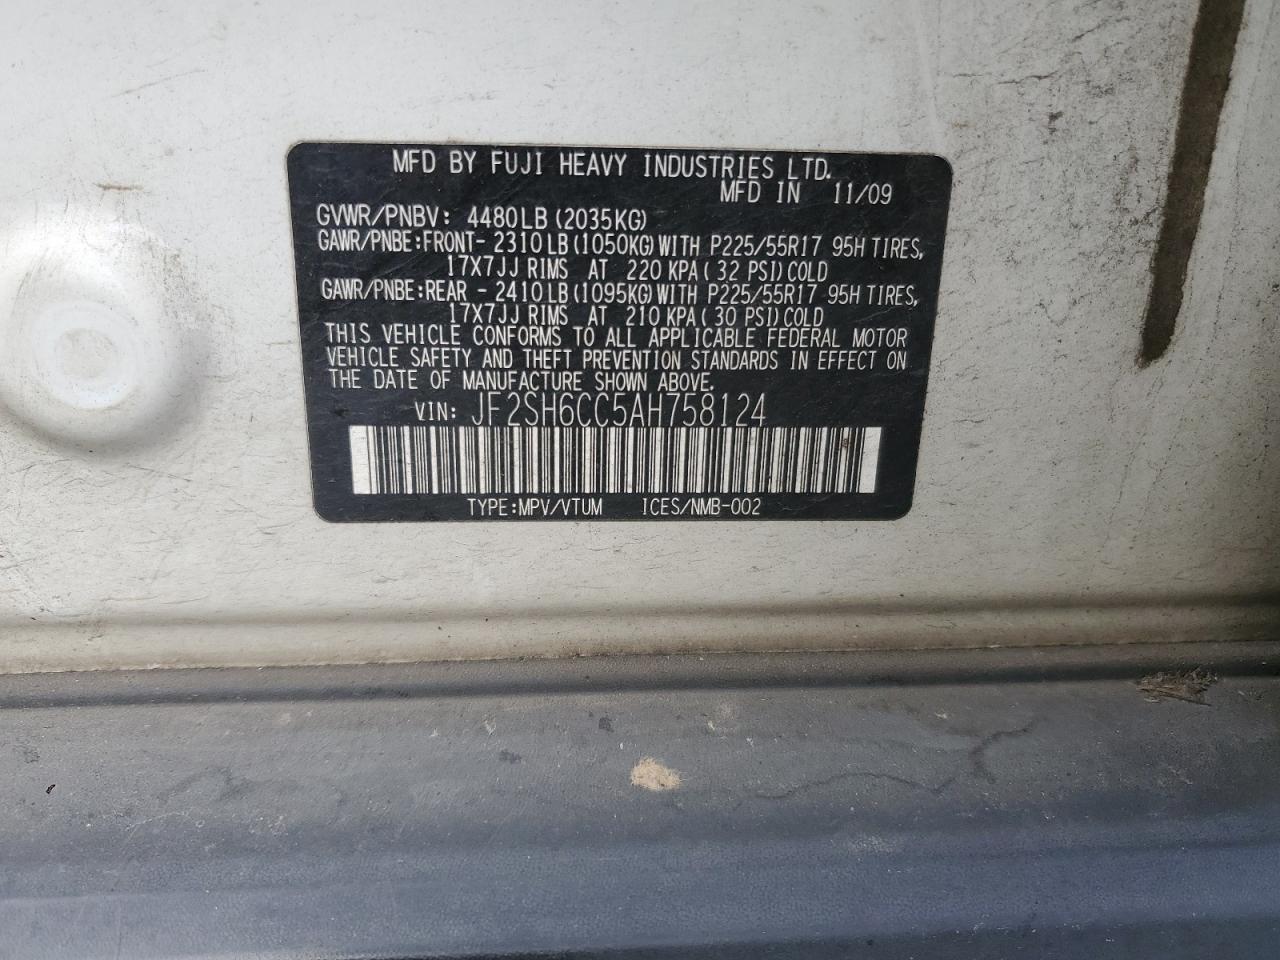 MFD BY FUJI HEAVY INDUSTRIES LTD.
MFD IN 11/09
GVWR/PNBV: 4480LB (2035KG)
GAWR/PNBE:FRONT- 2310LB (1050KG) WITH P225/55R17 95H TIRES,
17X7JJ RIMS AT 220 KPA ( 32 PSI) COLD
GAWR/PNBE:REAR - 2410LB (1095KG) WITH P225/55R17 95H TIRES,
17X7JJ RIMS AT 210 KPA ( 30 PSI) COLD
THIS VEHICLE CONFORMS TO ALL APPLICABLE FEDERAL MOTOR
VEHICLE SAFETY AND THEFT PREVENTION STANDARDS IN EFFECT ON
THE DATE OF MANUFACTURE SHOWN ABOVE.
VIN: JF2SH6CC5AH758124
TYPE:MPV/VTUM ICES/NMB-002